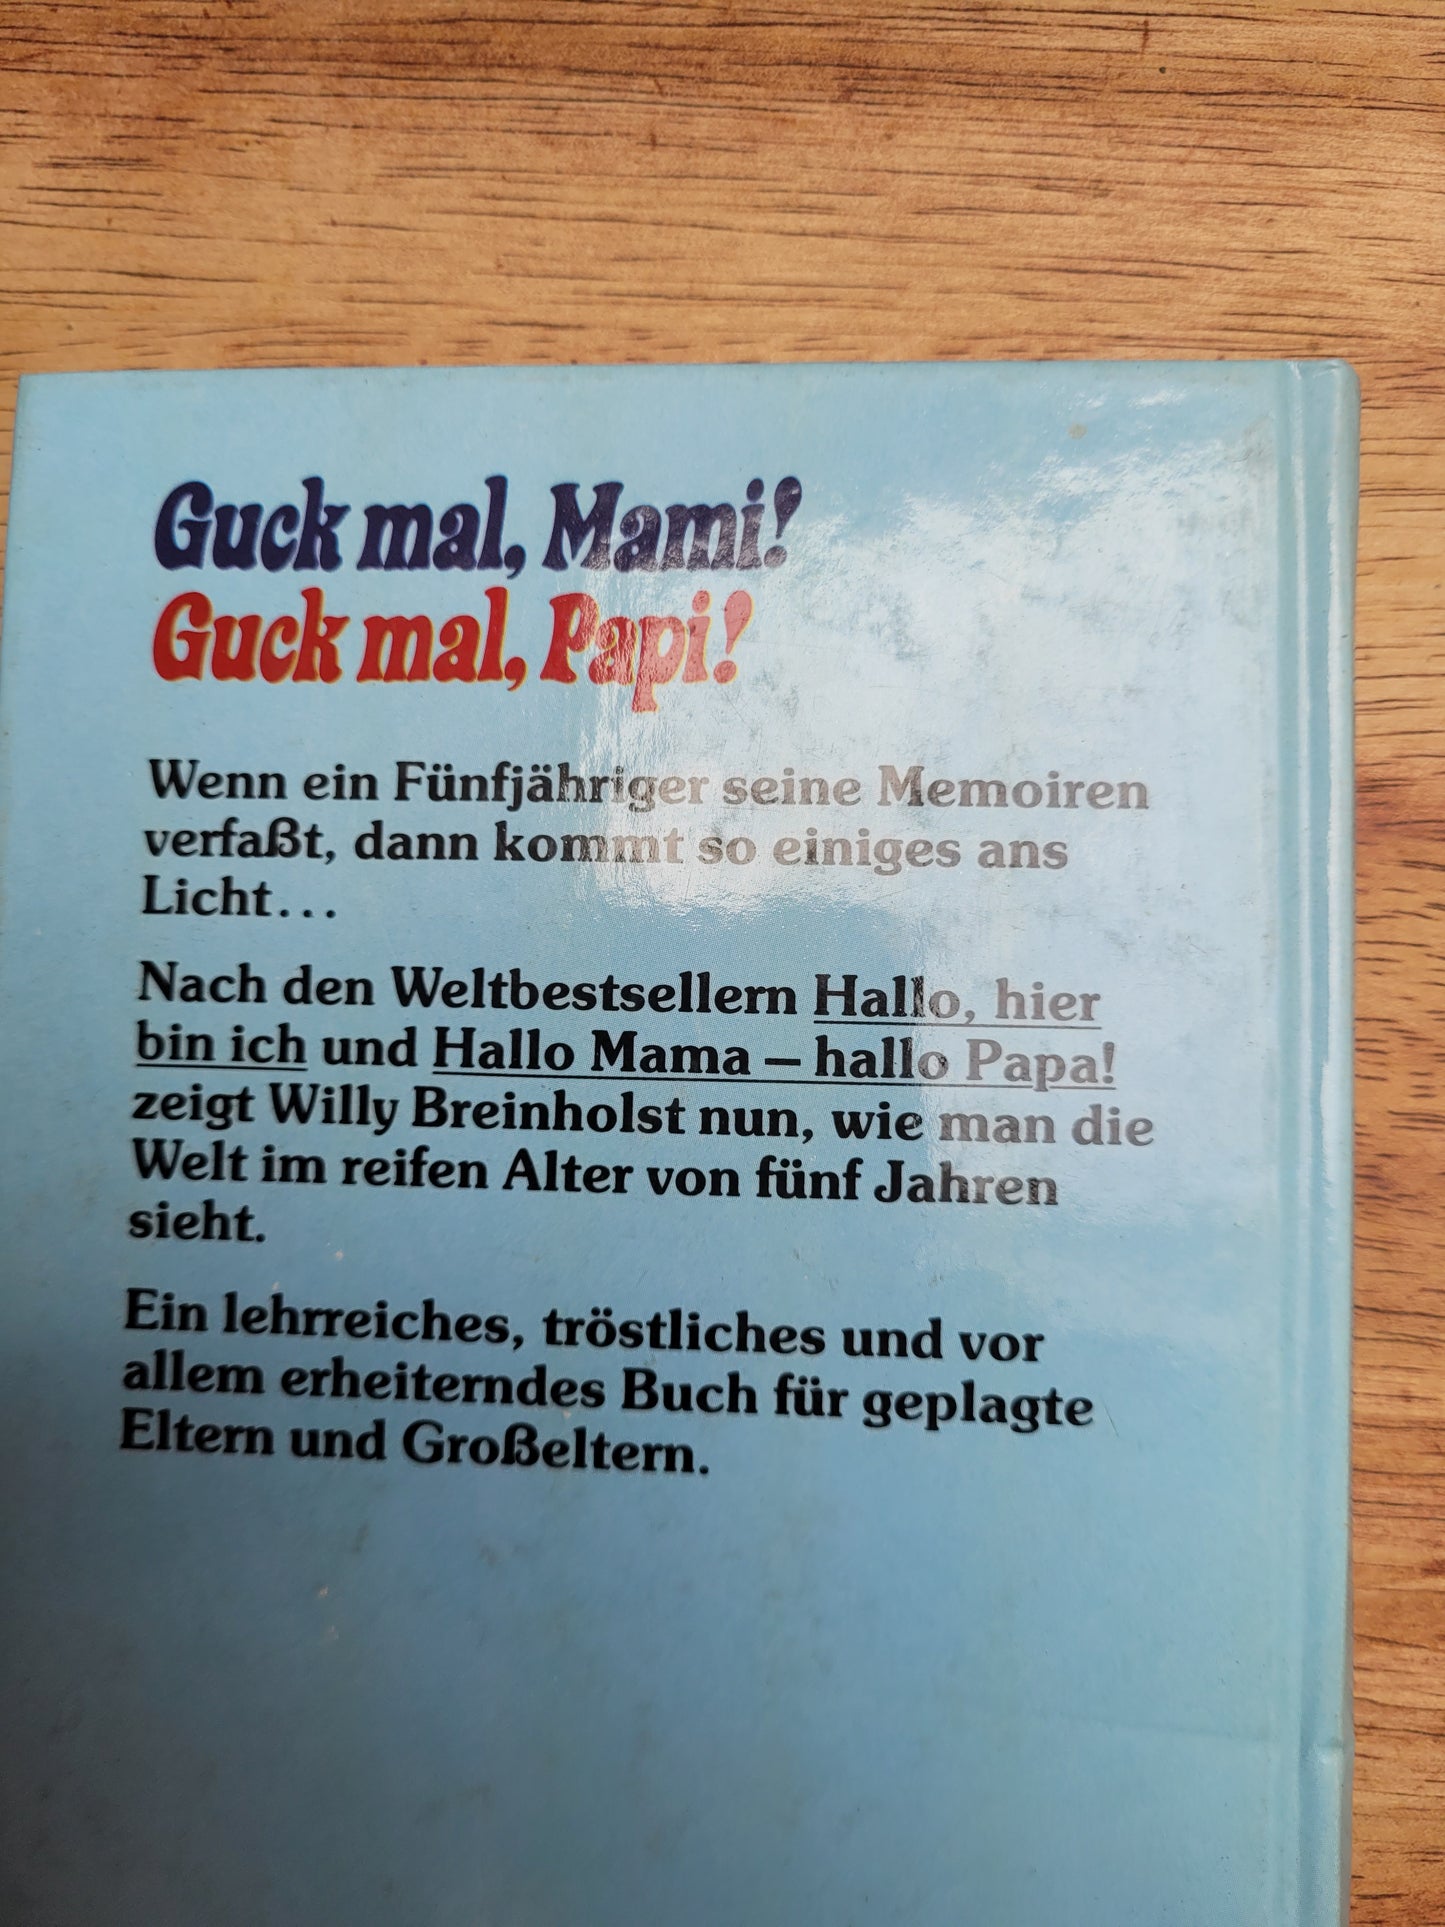 Guck mal, Mami!
Guck mal, Papi!
Wenn ein Fünfjähriger seine Memoiren
verfaßt, dann kommt so einiges ans
Licht...
Nach den Weltbestsellern Hallo, hier
bin ich und Hallo Mama – hallo Papa!
zeigt Willy Breinholst nun, wie man die
Welt im reifen Alter von fünf Jahren
sieht.
Ein lehrreiches, tröstliches und vor
allem erheiterndes Buch für geplagte
Eltern und Großeltern.